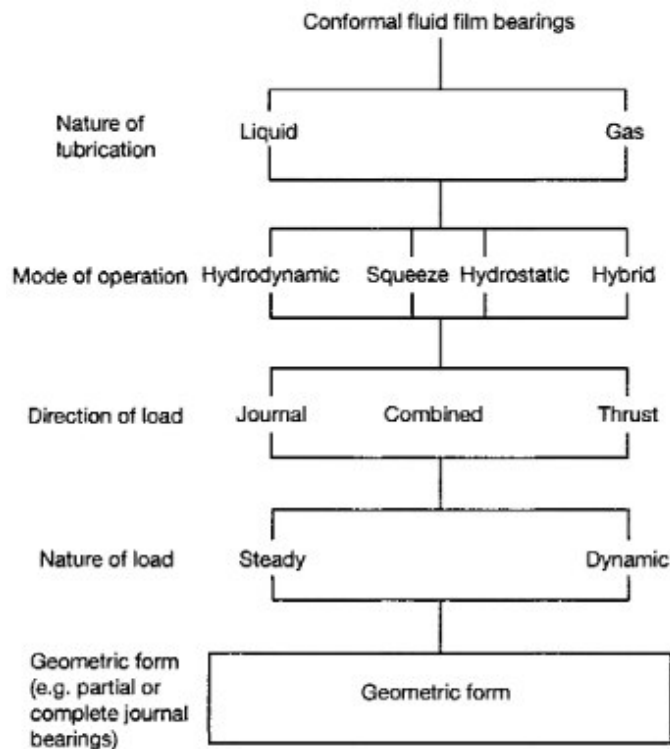 Conformal fluid film bearings
Nature of
lubrication
Liquid
Gas
Mode of operation
Hydrodynamic
Squeeze
Hydrostatic
Hybrid
Direction of load
Journal
Combined
Thrust
Nature of load
Steady
Dynamic
Geometric form
(e.g. partial or
complete journal
bearings)
Geometric form